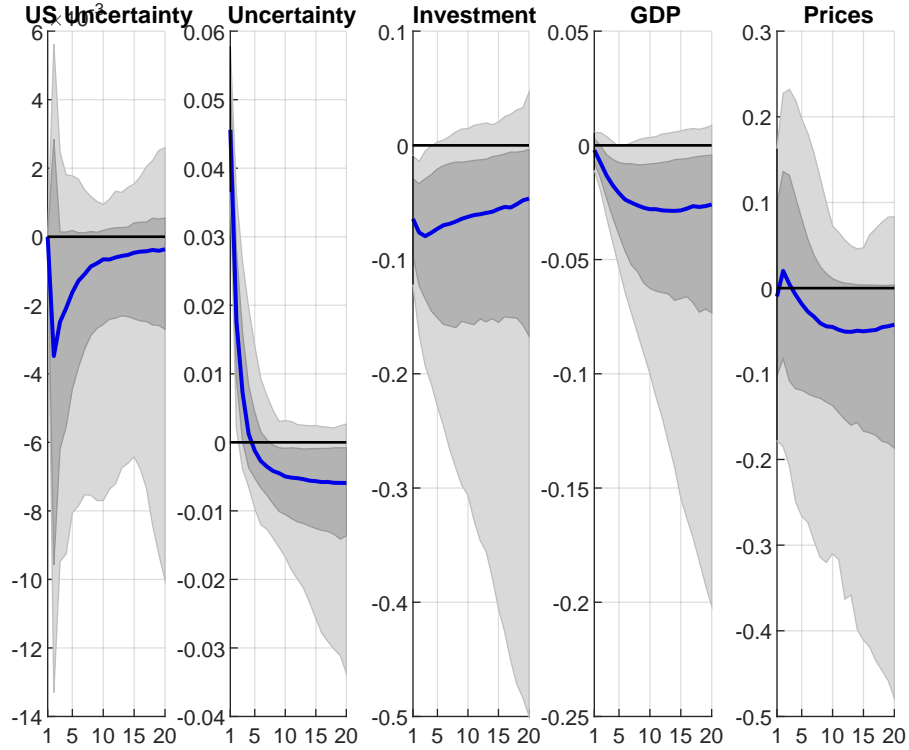 US Uncertainty Uncertainty Investment GDP Prices
× 10-3
6 0.06 0.1 0.05 0.3
4 0.05
2 0.04 0 0 0.2
0 0.03 0.1
-2 0.02 -0.1 -0.05 0
-4 0.01 -0.2 -0.1 -0.1
-6 0 -0.3 -0.15 -0.2
-8 -0.01
-10 -0.02 -0.4 -0.2 -0.3
-12 -0.03 -0.4
-14 -0.04 -0.5 -0.25 -0.5
1 5 10 15 20 1 5 10 15 20 1 5 10 15 20 1 5 10 15 20 1 5 10 15 20